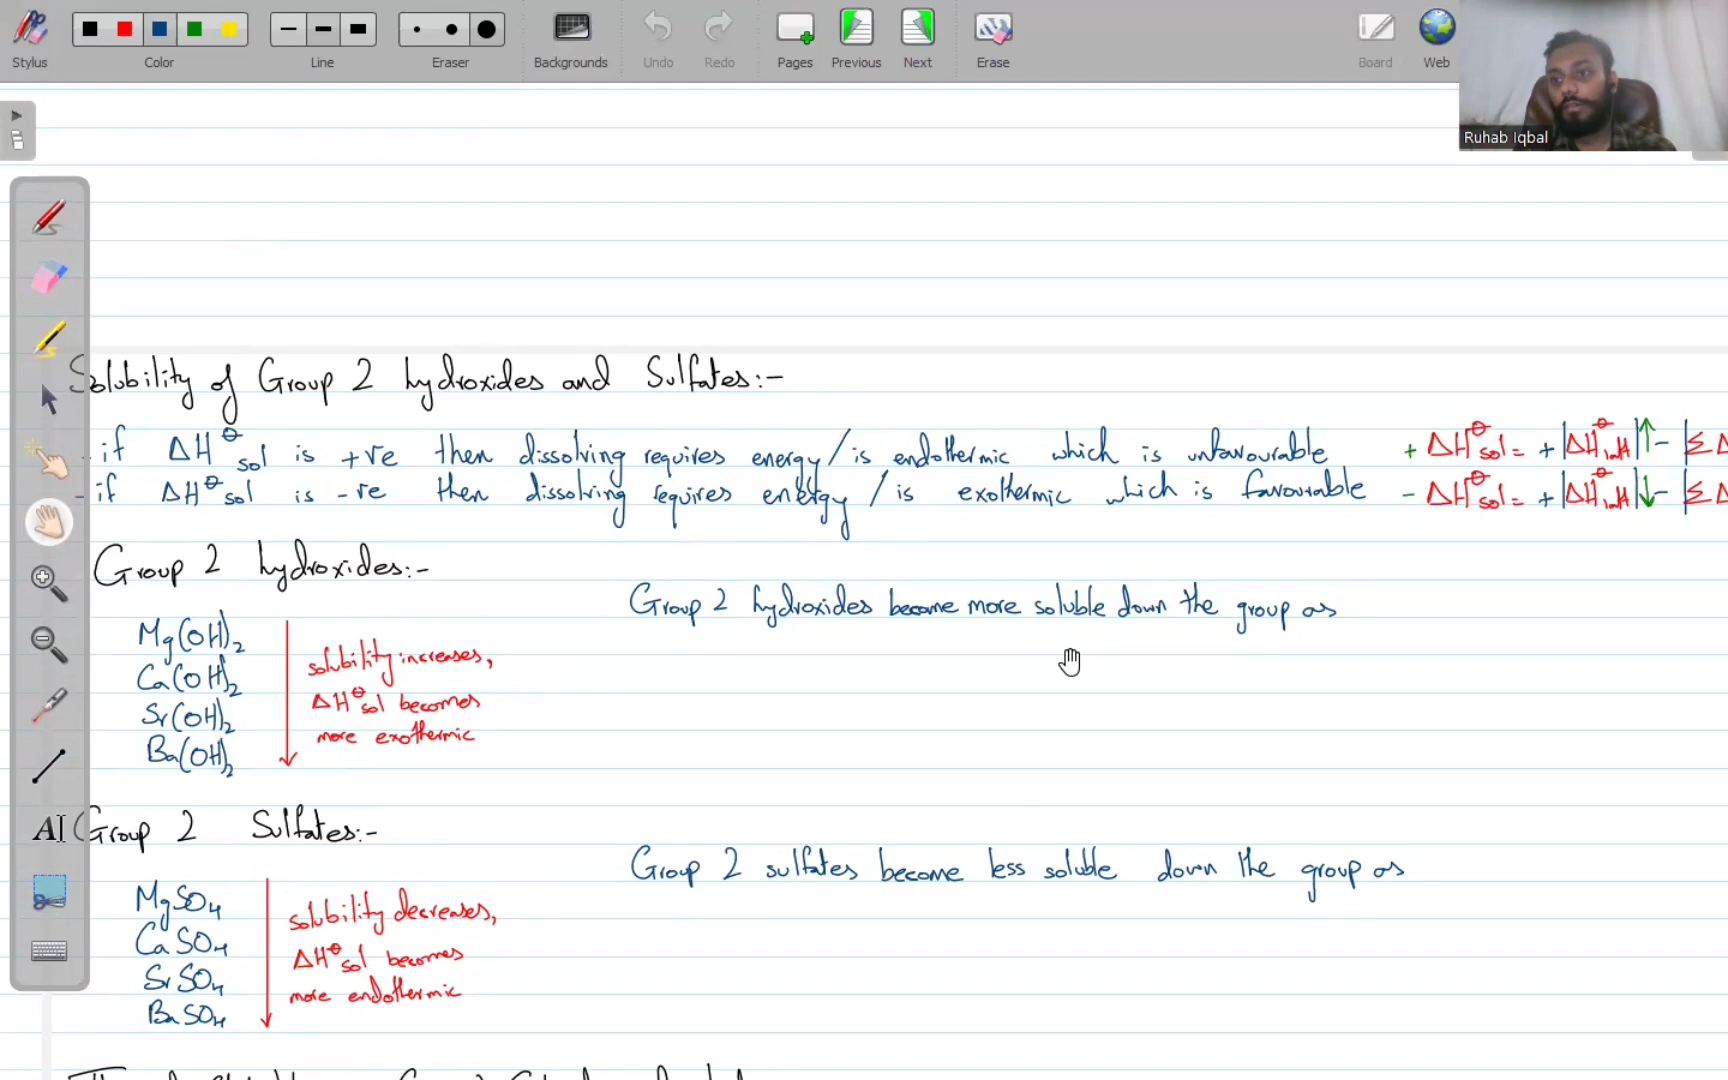 Stylus
Color
Line
Eraser
Backgrounds
Undo
Redo
Pages
Previous
Next
Erase
Board
Web
Ruhab Iqbal
Solubility of Group 2 hydroxides and Sulfates:-
- if ΔH⦵sol is +ve then dissolving requires energy/is endothermic which is unfavourable + ΔH⦵sol = + |ΔH⦵latt|↑ - |Σ Δ
- if ΔH⦵sol is -ve then dissolving requires energy / is exothermic which is favourable - ΔH⦵sol = + |ΔH⦵latt|↓ - |Σ Δ
Group 2 hydroxides:-
Group 2 hydroxides become more soluble down the group as
Mg(OH)2
Ca(OH)2
Sr(OH)2
Ba(OH)2
solubility increases,
ΔH⦵sol becomes
more exothermic
Group 2 Sulfates:-
Group 2 sulfates become less soluble down the group as
MgSO4
CaSO4
SrSO4
BaSO4
solubility decreases,
ΔH⦵sol becomes
more endothermic